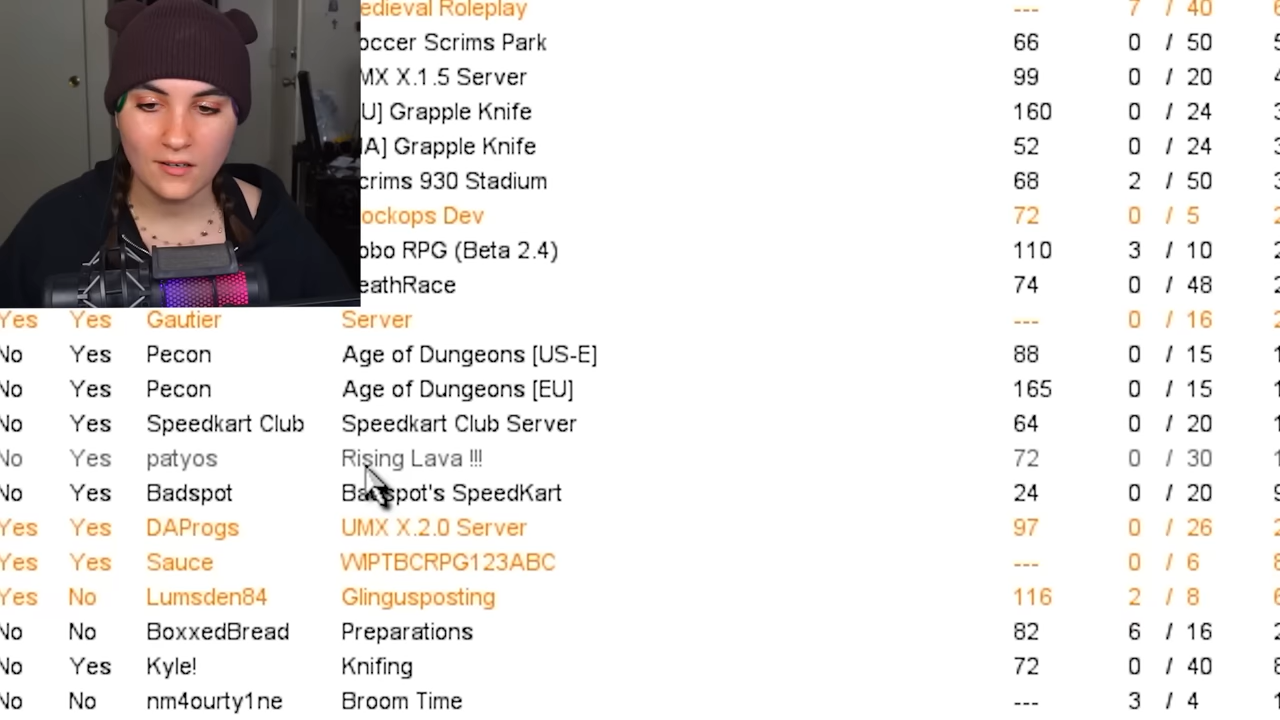 edieval Roleplay --- 7 / 40
occer Scrims Park 66 0 / 50
MX X.1.5 Server 99 0 / 20
U] Grapple Knife 160 0 / 24
A] Grapple Knife 52 0 / 24
crims 930 Stadium 68 2 / 50
ockops Dev 72 0 / 5
obo RPG (Beta 2.4) 110 3 / 10
eathRace 74 0 / 48
Yes Yes Gautier Server --- 0 / 16
No Yes Pecon Age of Dungeons [US-E] 88 0 / 15
No Yes Pecon Age of Dungeons [EU] 165 0 / 15
No Yes Speedkart Club Speedkart Club Server 64 0 / 20
No Yes patyos Rising Lava !!! 72 0 / 30
No Yes Badspot Badspot's SpeedKart 24 0 / 20
Yes Yes DAProgs UMX X.2.0 Server 97 0 / 26
Yes Yes Sauce WIPTBCRPG123ABC --- 0 / 6
Yes No Lumsden84 Glingusposting 116 2 / 8
No No BoxxedBread Preparations 82 6 / 16
No Yes Kyle! Knifing 72 0 / 40
No No nm4ourty1ne Broom Time --- 3 / 4